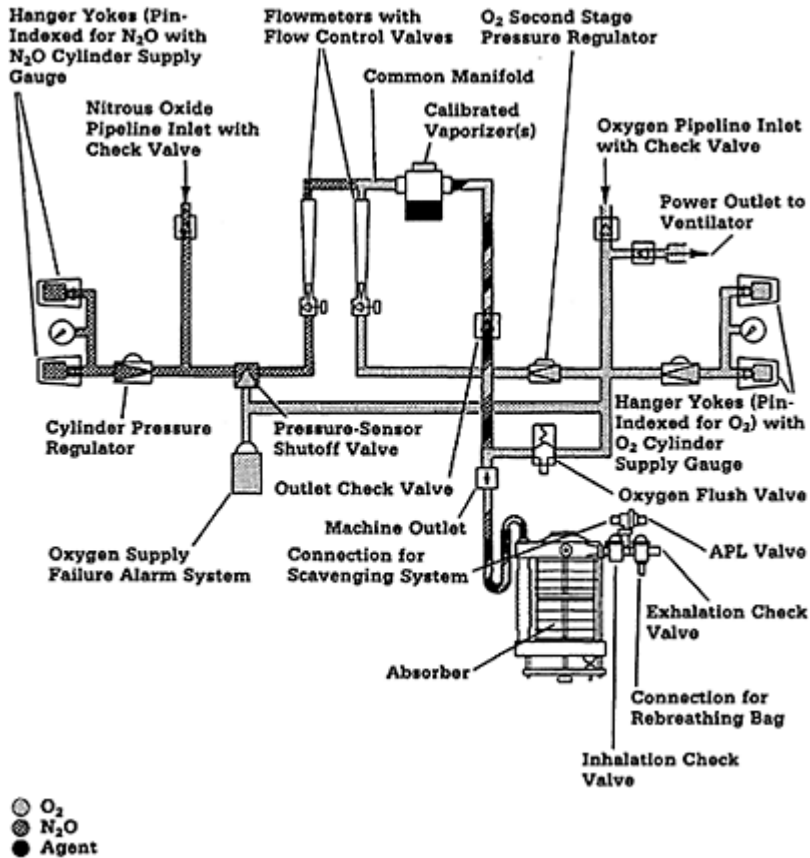 Hanger Yokes (Pin-
Indexed for N₂O with
N₂O Cylinder Supply
Gauge
Flowmeters with
Flow Control Valves
O₂ Second Stage
Pressure Regulator
Common Manifold
Nitrous Oxide
Pipeline Inlet with
Check Valve
Calibrated
Vaporizer(s)
Oxygen Pipeline Inlet
with Check Valve
Power Outlet to
Ventilator
Cylinder Pressure
Regulator
Pressure-Sensor
Shutoff Valve
Hanger Yokes (Pin-
Indexed for O₂) with
O₂ Cylinder
Supply Gauge
Outlet Check Valve
Oxygen Flush Valve
Machine Outlet
Oxygen Supply
Failure Alarm System
Connection for
Scavenging System
APL Valve
Exhalation Check
Valve
Absorber
Connection for
Rebreathing Bag
Inhalation Check
Valve
O₂
N₂O
Agent